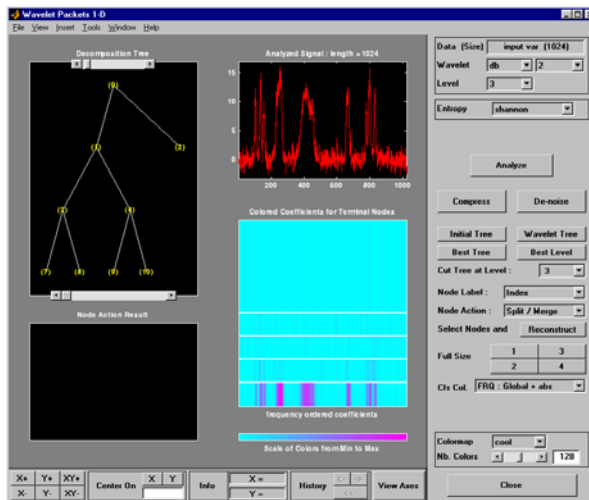 Wavelet Packets 1-D
File View Insert Tools Window Help
Decomposition Tree
(0)
(1) (2)
(3) (4)
(7) (8) (9) (10)
Node Action Result
Analyzed Signal : length = 1024
15
10
5
0
200 400 600 800 1000
Colored Coefficients for Terminal Nodes
frequency ordered coefficients
Scale of Colors from Min to Max
Data (Size) input var (1024)
Wavelet db 2
Level 3
Entropy shannon
Analyze
Compress De-noise
Initial Tree Wavelet Tree
Best Tree Best Level
Cut Tree at Level : 3
Node Label : Index
Node Action : Split / Merge
Select Nodes and Reconstruct
Full Size 1 3
2 4
Cfs Col. FRQ : Global + abs
Colormap cool
Nb. Colors 128
Close
X+ Y+ XY+ Center On X Y Info X = History <- -> View Axes
X- Y- XY- Y = <<-